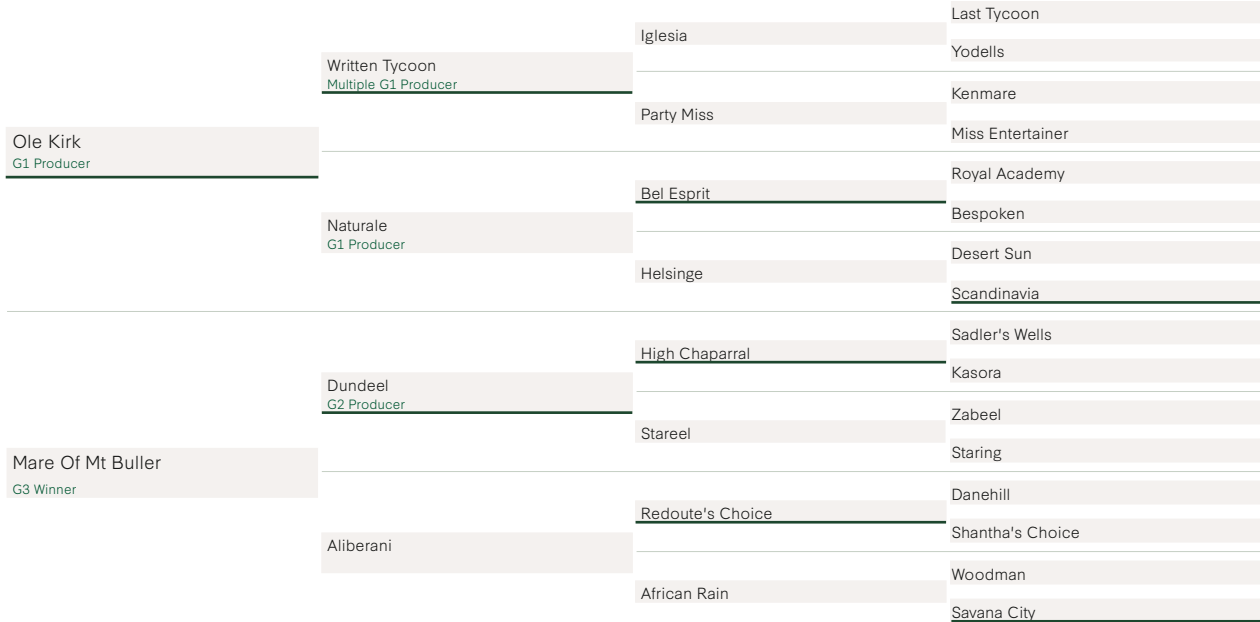 Ole Kirk
G1 Producer
Mare Of Mt Buller
G3 Winner
Written Tycoon
Multiple G1 Producer
Naturale
G1 Producer
Dundeel
G2 Producer
Aliberani
Iglesia
Party Miss
Bel Esprit
Helsinge
High Chaparral
Stareel
Redoute's Choice
African Rain
Last Tycoon
Yodells
Kenmare
Miss Entertainer
Royal Academy
Bespoken
Desert Sun
Scandinavia
Sadler's Wells
Kasora
Zabeel
Staring
Danehill
Shantha's Choice
Woodman
Savana City